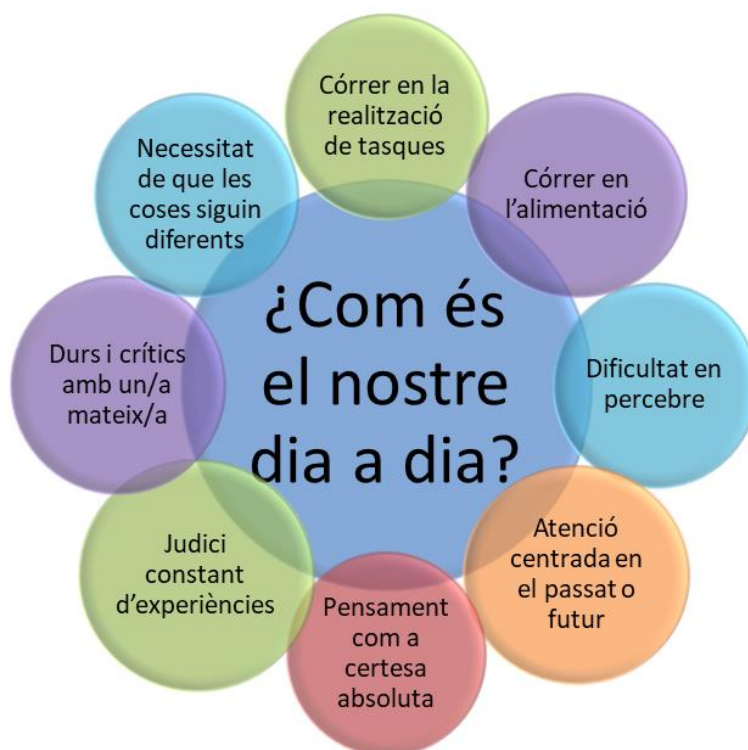 ¿Com és
el nostre
dia a dia?
Córrer en la
realització
de tasques
Córrer en
l'alimentació
Dificultat en
percebre
Atenció
centrada en
el passat o
futur
Pensament
com a
certesa
absoluta
Judici
constant
d'experiències
Durs i crítics
amb un/a
mateix/a
Necessitat
de que les
coses siguin
diferents